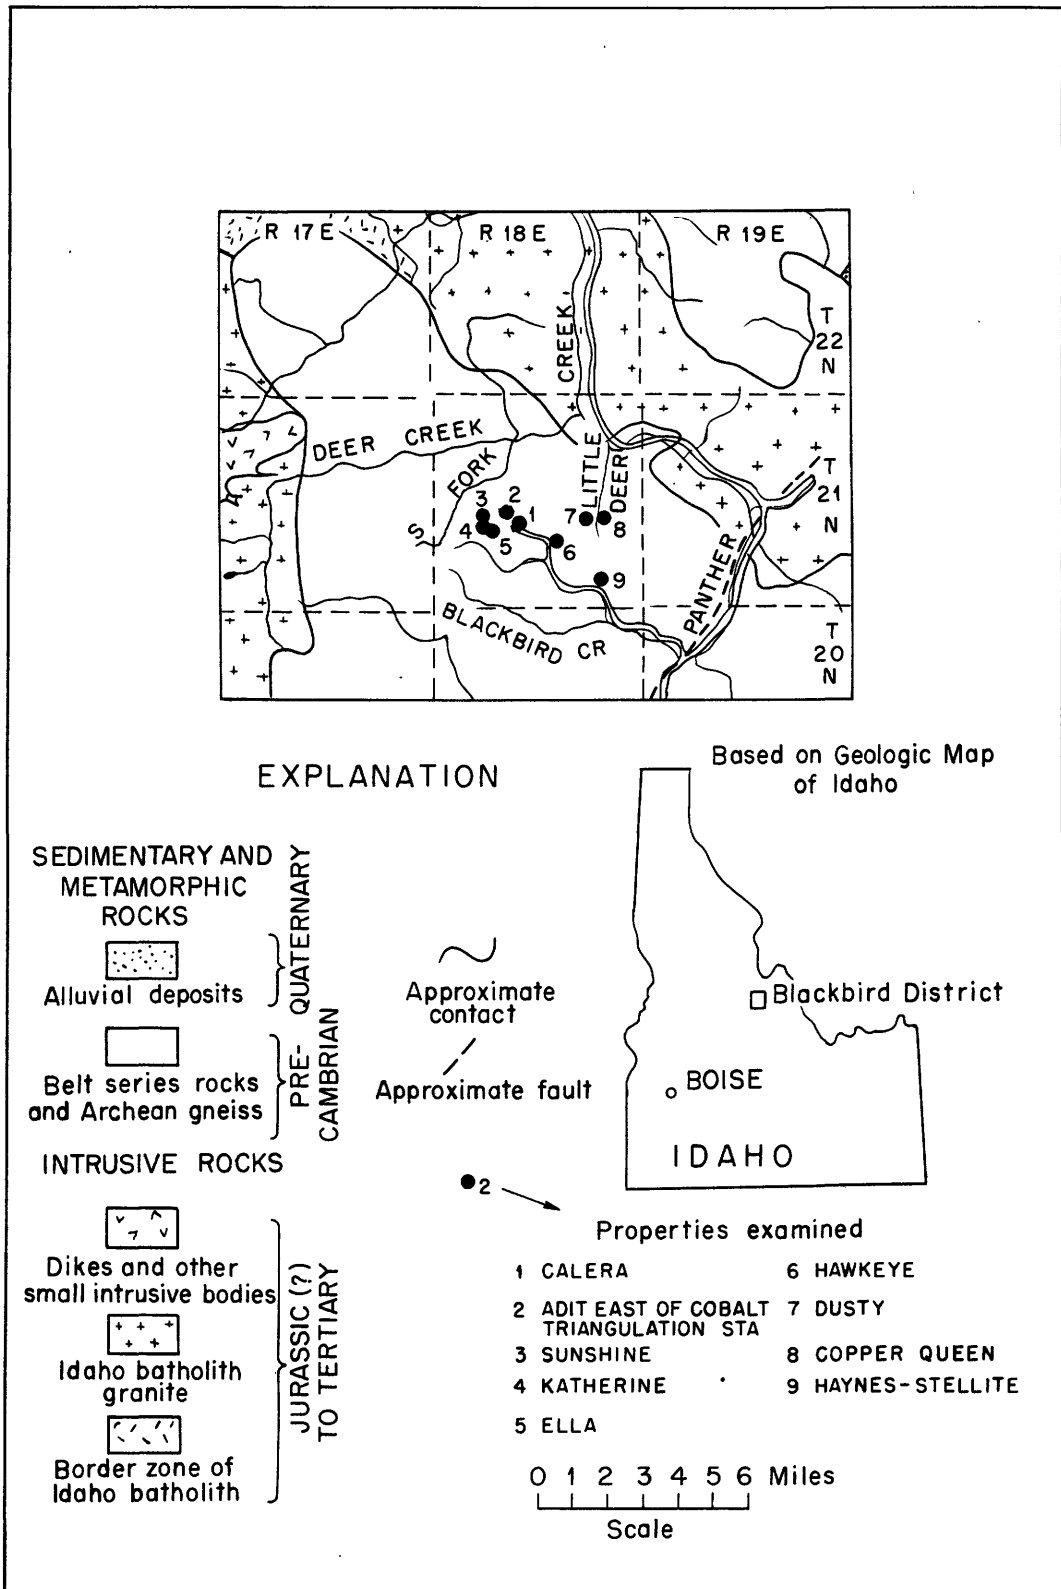 R 17 E
R 18 E
R 19 E
T
22
N
CREEK
DEER CREEK
LITTLE
DEER
S FORK
T
21
N
3
2
1
4
5
6
7
8
9
PANTHER
BLACKBIRD CR
T
20
N
EXPLANATION
Based on Geologic Map
of Idaho
SEDIMENTARY AND
METAMORPHIC
ROCKS
QUATERNARY
Alluvial deposits
PRE-
CAMBRIAN
Belt series rocks
and Archean gneiss
INTRUSIVE ROCKS
JURASSIC (?)
TO TERTIARY
Dikes and other
small intrusive bodies
Idaho batholith
granite
Border zone of
Idaho batholith
Approximate
contact
Approximate fault
Blackbird District
BOISE
IDAHO
2
Properties examined
1 CALERA
2 ADIT EAST OF COBALT
TRIANGULATION STA
3 SUNSHINE
4 KATHERINE
5 ELLA
6 HAWKEYE
7 DUSTY
8 COPPER QUEEN
9 HAYNES-STELLITE
0 1 2 3 4 5 6 Miles
Scale